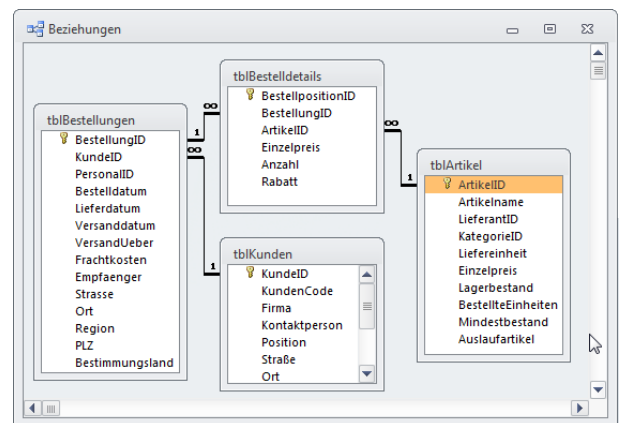 Beziehungen
tblBestellungen
BestellungID
KundeID
PersonalID
Bestelldatum
Lieferdatum
Versanddatum
VersandUeber
Frachtkosten
Empfaenger
Strasse
Ort
Region
PLZ
Bestimmungsland
1
∞
∞
1
tblBestelldetails
BestellpositionID
BestellungID
ArtikelID
Einzelpreis
Anzahl
Rabatt
∞
1
tblKunden
KundeID
KundenCode
Firma
Kontaktperson
Position
Straße
Ort
tblArtikel
ArtikelID
Artikelname
LieferantID
KategorieID
Liefereinheit
Einzelpreis
Lagerbestand
BestellteEinheiten
Mindestbestand
Auslaufartikel